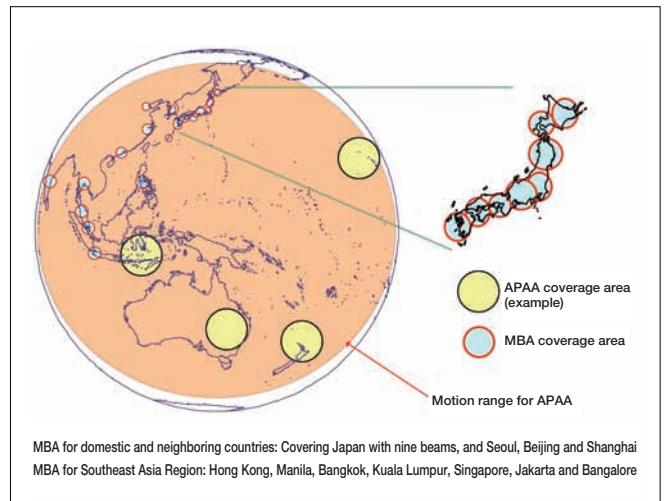 APAA coverage area
(example)
MBA coverage area
Motion range for APAA
MBA for domestic and neighboring countries: Covering Japan with nine beams, and Seoul, Beijing and Shanghai
MBA for Southeast Asia Region: Hong Kong, Manila, Bangkok, Kuala Lumpur, Singapore, Jakarta and Bangalore